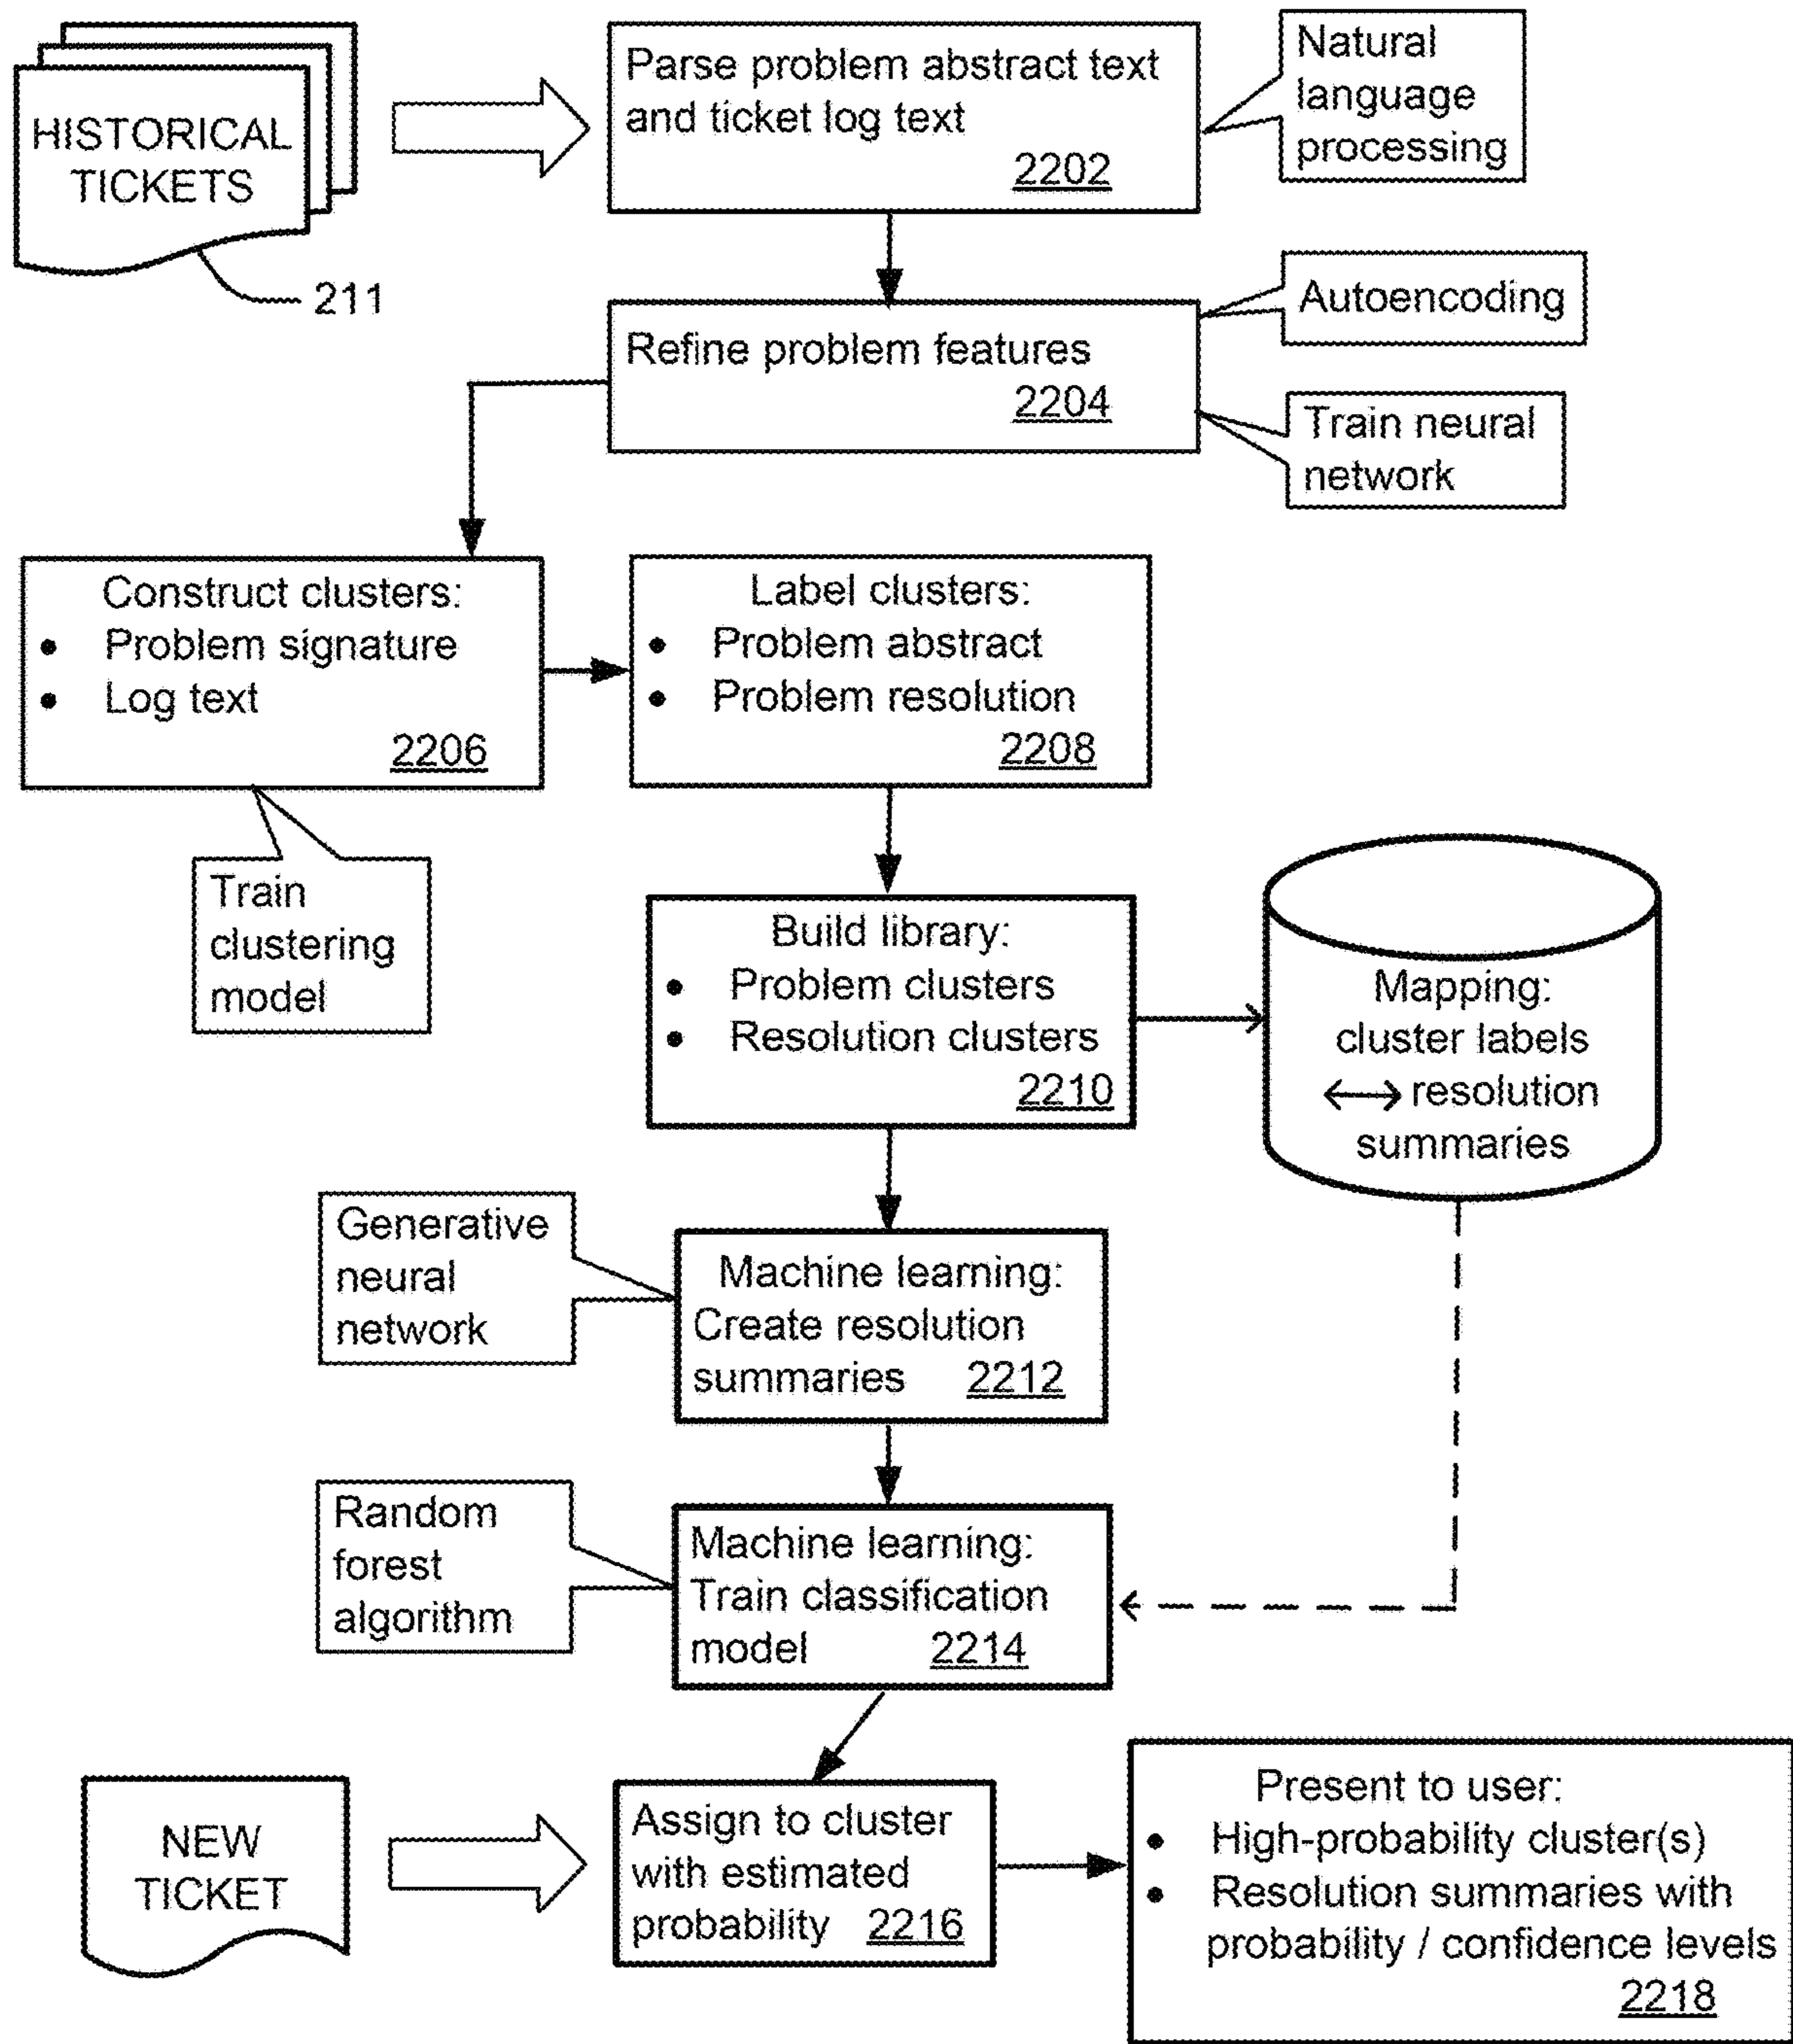 HISTORICAL
TICKETS
211
Parse problem abstract text
and ticket log text
2202
Natural
language
processing
Refine problem features
2204
Autoencoding
Train neural
network
Construct clusters:
• Problem signature
• Log text
2206
Train
clustering
model
Label clusters:
• Problem abstract
• Problem resolution
2208
Build library:
• Problem clusters
• Resolution clusters
2210
Mapping:
cluster labels
⟷ resolution
summaries
Generative
neural
network
Machine learning:
Create resolution
summaries 2212
Random
forest
algorithm
Machine learning:
Train classification
model 2214
NEW
TICKET
Assign to cluster
with estimated
probability 2216
Present to user:
• High-probability cluster(s)
• Resolution summaries with
probability / confidence levels
2218